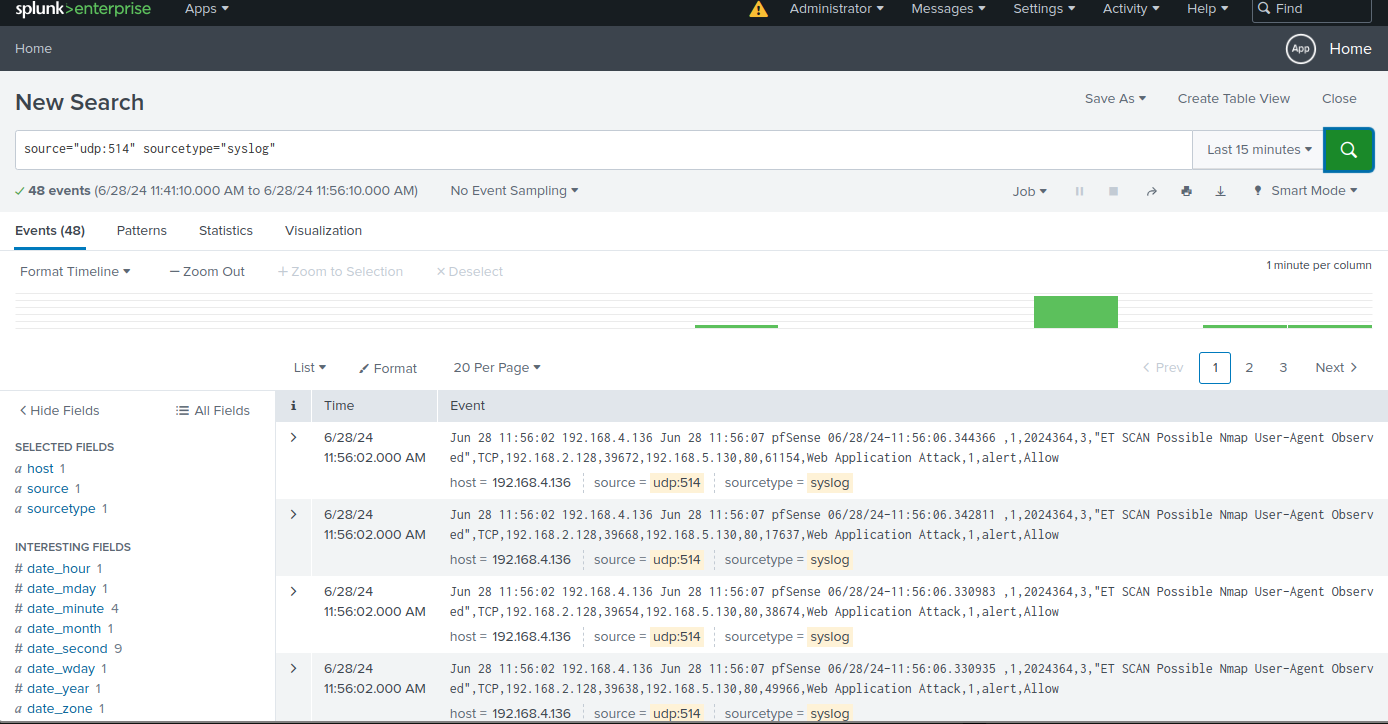 splunk>enterprise Apps Administrator Messages Settings Activity Help Find
Home App Home
New Search Save As Create Table View Close
source="udp:514" sourcetype="syslog" Last 15 minutes
48 events (6/28/24 11:41:10.000 AM to 6/28/24 11:56:10.000 AM) No Event Sampling Job Smart Mode
Events (48) Patterns Statistics Visualization
Format Timeline — Zoom Out + Zoom to Selection × Deselect 1 minute per column
List Format 20 Per Page < Prev 1 2 3 Next >
< Hide Fields All Fields
SELECTED FIELDS
a host 1
a source 1
a sourcetype 1
INTERESTING FIELDS
# date_hour 1
# date_mday 1
# date_minute 4
a date_month 1
# date_second 9
a date_wday 1
# date_year 1
a date_zone 1
i Time Event
> 6/28/24 Jun 28 11:56:02 192.168.4.136 Jun 28 11:56:07 pfSense 06/28/24-11:56:06.344366 ,1,2024364,3,"ET SCAN Possible Nmap User-Agent Observ
11:56:02.000 AM ed",TCP,192.168.2.128,39672,192.168.5.130,80,61154,Web Application Attack,1,alert,Allow
host = 192.168.4.136 source = udp:514 sourcetype = syslog
> 6/28/24 Jun 28 11:56:02 192.168.4.136 Jun 28 11:56:07 pfSense 06/28/24-11:56:06.342811 ,1,2024364,3,"ET SCAN Possible Nmap User-Agent Observ
11:56:02.000 AM ed",TCP,192.168.2.128,39668,192.168.5.130,80,17637,Web Application Attack,1,alert,Allow
host = 192.168.4.136 source = udp:514 sourcetype = syslog
> 6/28/24 Jun 28 11:56:02 192.168.4.136 Jun 28 11:56:07 pfSense 06/28/24-11:56:06.330983 ,1,2024364,3,"ET SCAN Possible Nmap User-Agent Observ
11:56:02.000 AM ed",TCP,192.168.2.128,39654,192.168.5.130,80,38674,Web Application Attack,1,alert,Allow
host = 192.168.4.136 source = udp:514 sourcetype = syslog
> 6/28/24 Jun 28 11:56:02 192.168.4.136 Jun 28 11:56:07 pfSense 06/28/24-11:56:06.330935 ,1,2024364,3,"ET SCAN Possible Nmap User-Agent Observ
11:56:02.000 AM ed",TCP,192.168.2.128,39638,192.168.5.130,80,49966,Web Application Attack,1,alert,Allow
host = 192.168.4.136 source = udp:514 sourcetype = syslog